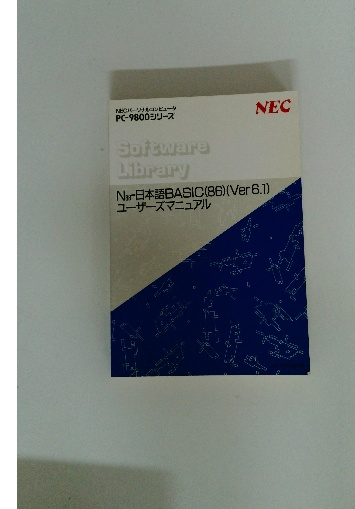 NECパーソナルコンピュータ
PC-9800シリーズ
NEC
Software
Library
N₈₈-日本語BASIC(86)(Ver6.1)
ユーザーズマニュアル